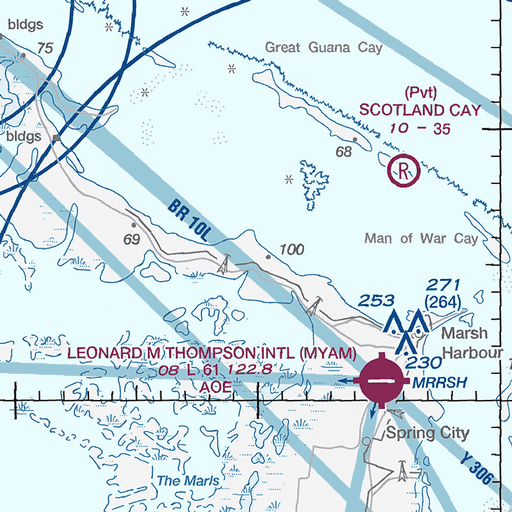 bldgs
75
Great Guana Cay
(Pvt)
SCOTLAND CAY
10 - 35
bldgs
68
R
BR 10L
69
100
Man of War Cay
271
253
(264)
Marsh
Harbour
LEONARD M THOMPSON INTL (MYAM)
230
08 L 61 122.8
MRRSH
AOE
Spring City
Y 306
The Marls